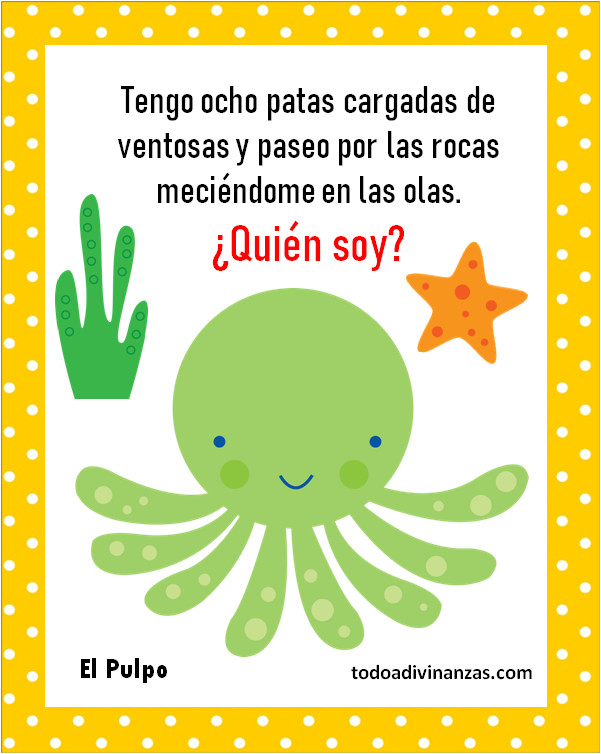 Tengo ocho patas cargadas de
ventosas y paseo por las rocas
meciéndome en las olas.
¿Quién soy?
El Pulpo
todoadivinanzas.com